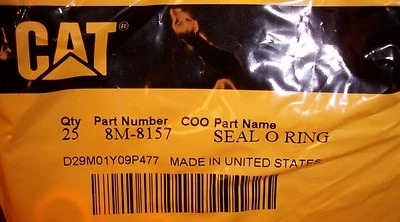 CAT
Qty Part Number COO Part Name
25 8M-8157 SEAL O RING
D29M01Y09P477 MADE IN UNITED STATES